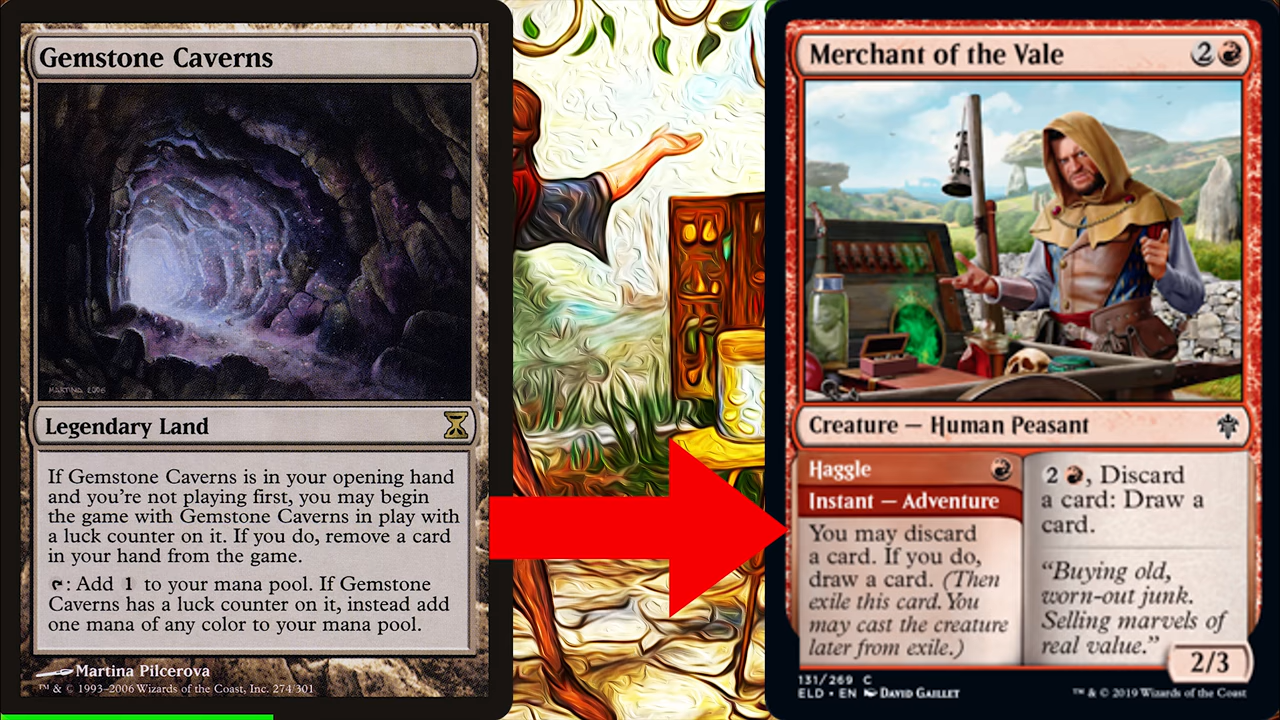 Gemstone Caverns
MARTINA 2006
Legendary Land
If Gemstone Caverns is in your opening hand
and you're not playing first, you may begin
the game with Gemstone Caverns in play with
a luck counter on it. If you do, remove a card
in your hand from the game.
: Add 1 to your mana pool. If Gemstone
Caverns has a luck counter on it, instead add
one mana of any color to your mana pool.
Martina Pilcerova
™ & © 1993–2006 Wizards of the Coast, Inc. 274/301
Merchant of the Vale 2
Creature — Human Peasant
Haggle
Instant — Adventure
You may discard
a card. If you do,
draw a card. (Then
exile this card. You
may cast the creature
later from exile.)
2 , Discard
a card: Draw a
card.
“Buying old,
worn-out junk.
Selling marvels of
real value.”
2/3
131/269 C
ELD • EN DAVID GAILLET
™ & © 2019 Wizards of the Coast